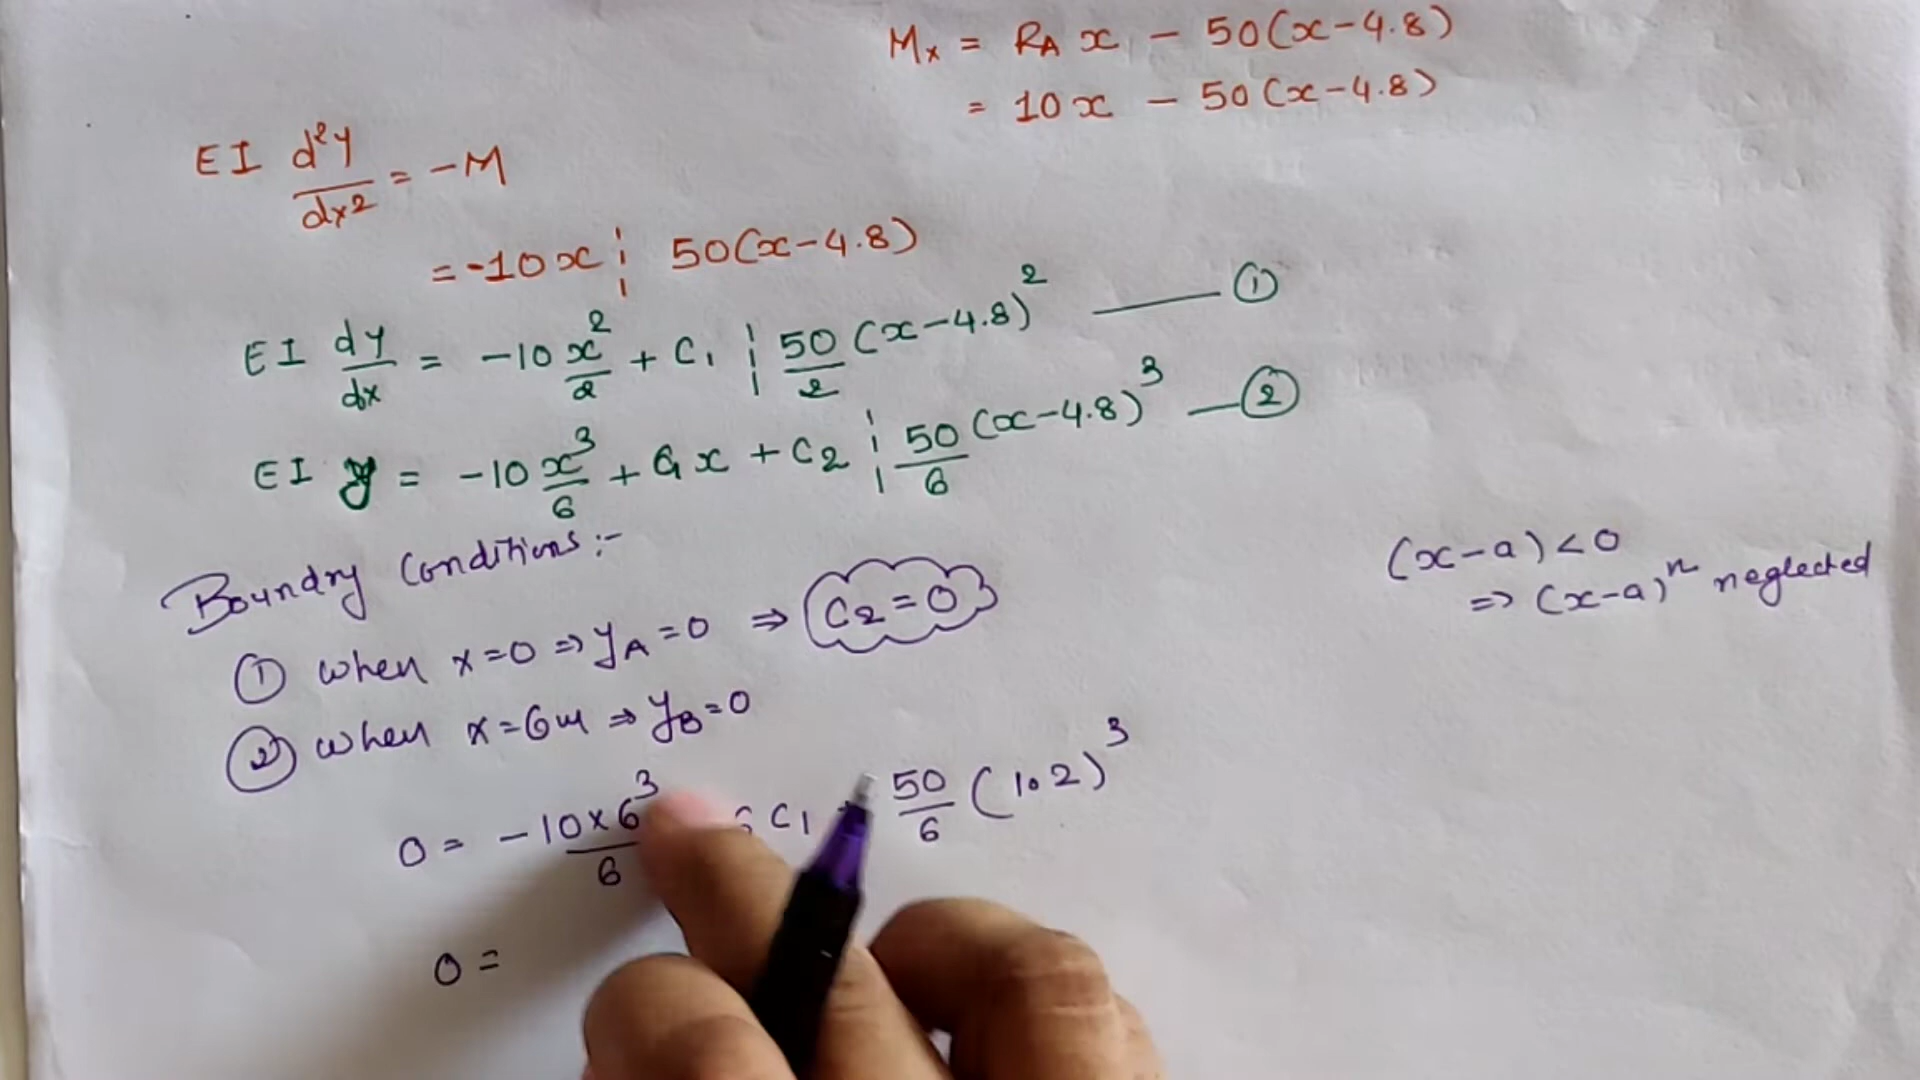 Mx = RA x - 50(x-4.8)
= 10x - 50(x-4.8)
EI d²y/dx2 = -M
= -10x ¦ 50(x-4.8)
EI dy/dx = -10 x²/2 + C1 ¦ 50/2 (x-4.8)² —— ①
EI y = -10 x³/6 + C1x + C2 ¦ 50/6 (x-4.8)³ — ②
Boundry Conditions:-
(x-a)<0
=> (x-a)ⁿ neglected
① when x=0 => yA=0 => C2=0
② when x=6m => yB=0
0 = -10x6³/6 6C1 50/6 (1.2)³
0 =